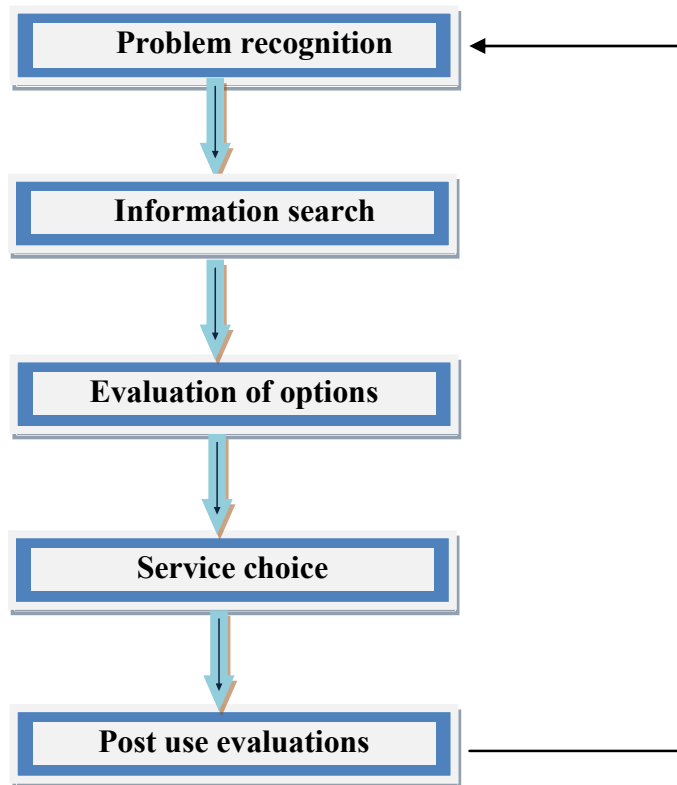 Problem recognition
Information search
Evaluation of options
Service choice
Post use evaluations